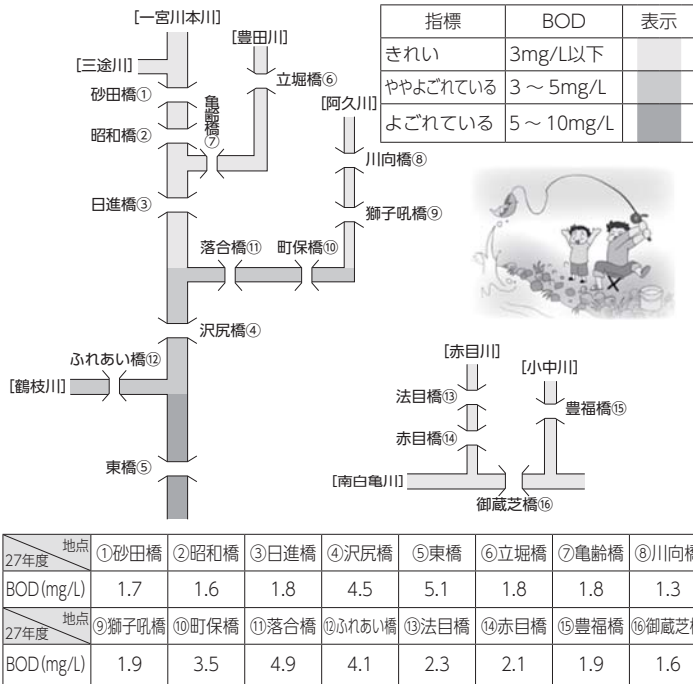 [一宮川本川]
[豊田川]
[三途川]
立堀橋⑥
砂田橋①
亀齢橋⑦
[阿久川]
昭和橋②
川向橋⑧
日進橋③
獅子吼橋⑨
落合橋⑪ 町保橋⑩
沢尻橋④
ふれあい橋⑫
[鶴枝川]
東橋⑤
指標 BOD 表示
きれい 3mg/L以下
ややよごれている 3～5mg/L
よごれている 5～10mg/L
[赤目川]
[小中川]
法目橋⑬
豊福橋⑮
赤目橋⑭
[南白亀川]
御蔵芝橋⑯
27年度 地点 ①砂田橋 ②昭和橋 ③日進橋 ④沢尻橋 ⑤東橋 ⑥立堀橋 ⑦亀齢橋 ⑧川向橋
BOD(mg/L) 1.7 1.6 1.8 4.5 5.1 1.8 1.8 1.3
27年度 地点 ⑨獅子吼橋 ⑩町保橋 ⑪落合橋 ⑫ふれあい橋 ⑬法目橋 ⑭赤目橋 ⑮豊福橋 ⑯御蔵芝橋
BOD(mg/L) 1.9 3.5 4.9 4.1 2.3 2.1 1.9 1.6